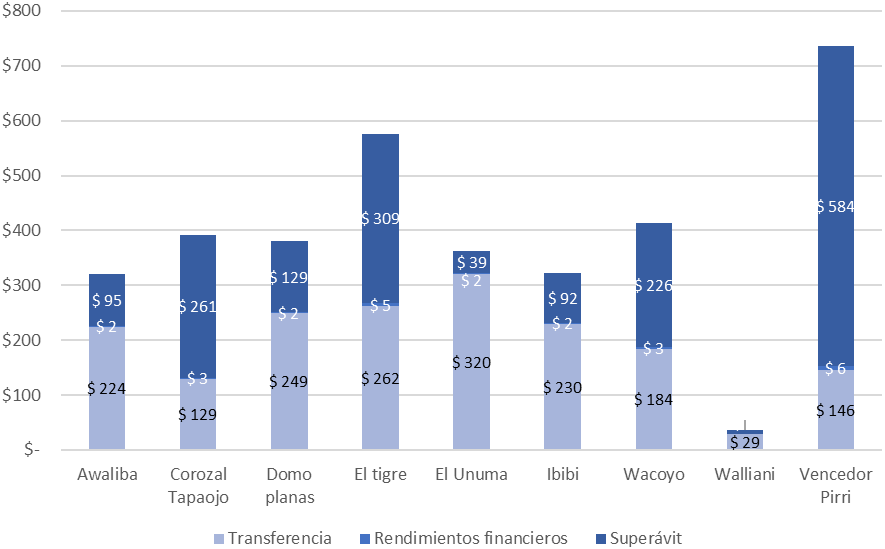 $800
$700
$600
$500
$400
$300
$200
$100
$-
$ 95
$ 2
$ 224
$ 261
$ 3
$ 129
$ 129
$ 2
$ 249
$ 309
$ 5
$ 262
$ 39
$ 2
$ 320
$ 92
$ 2
$ 230
$ 226
$ 3
$ 184
$ 29
$ 584
$ 6
$ 146
Awaliba
Corozal
Tapaojo
Domo
planas
El tigre
El Unuma
Ibibi
Wacoyo
Walliani
Vencedor
Pirri
Transferencia
Rendimientos financieros
Superávit